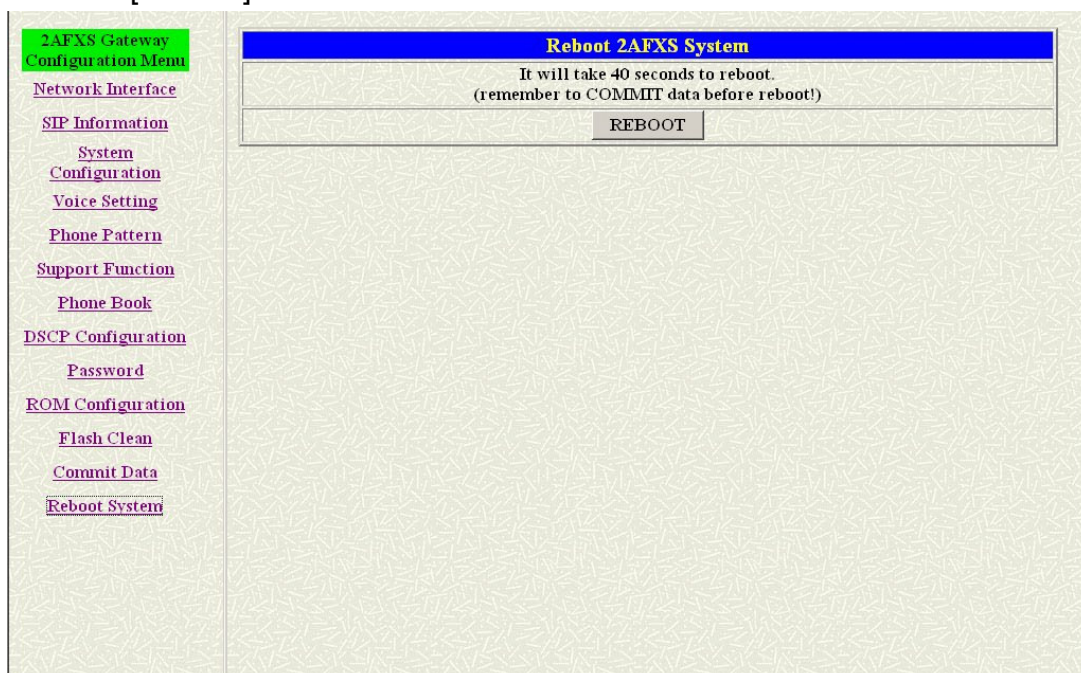 2AFXS Gateway
Configuration Menu
Network Interface
SIP Information
System
Configuration
Voice Setting
Phone Pattern
Support Function
Phone Book
DSCP Configuration
Password
ROM Configuration
Flash Clean
Commit Data
Reboot System
Reboot 2AFXS System
It will take 40 seconds to reboot.
(remember to COMMIT data before reboot!)
REBOOT